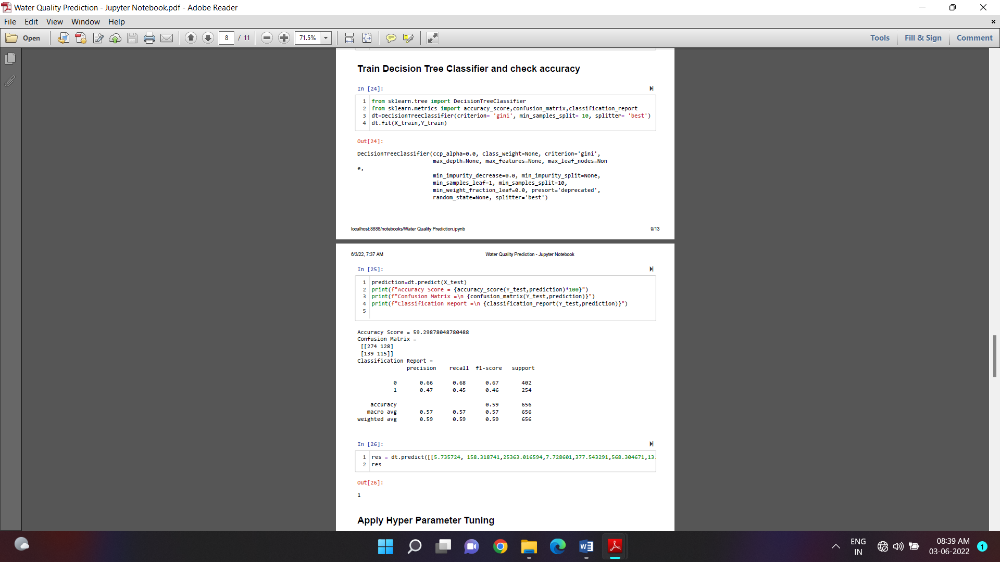 Water Quality Prediction - Jupyter Notebook.pdf - Adobe Reader
File Edit View Window Help
Open 8 / 11 71.5% Tools Fill & Sign Comment
Train Decision Tree Classifier and check accuracy
In [24]:
1 from sklearn.tree import DecisionTreeClassifier
2 from sklearn.metrics import accuracy_score,confusion_matrix,classification_report
3 dt=DecisionTreeClassifier(criterion= 'gini', min_samples_split= 10, splitter= 'best')
4 dt.fit(X_train,Y_train)
Out[24]:
DecisionTreeClassifier(ccp_alpha=0.0, class_weight=None, criterion='gini',
max_depth=None, max_features=None, max_leaf_nodes=Non
e,
min_impurity_decrease=0.0, min_impurity_split=None,
min_samples_leaf=1, min_samples_split=10,
min_weight_fraction_leaf=0.0, presort='deprecated',
random_state=None, splitter='best')
localhost:8888/notebooks/Water Quality Prediction.ipynb 9/13
6/3/22, 7:37 AM Water Quality Prediction - Jupyter Notebook
In [25]:
1 prediction=dt.predict(X_test)
2 print(f"Accuracy Score = {accuracy_score(Y_test,prediction)*100}")
3 print(f"Confusion Matrix =\n {confusion_matrix(Y_test,prediction)}")
4 print(f"Classification Report =\n {classification_report(Y_test,prediction)}")
5
Accuracy Score = 59.29878048780488
Confusion Matrix =
[[274 128]
[139 115]]
Classification Report =
precision recall f1-score support
0 0.66 0.68 0.67 402
1 0.47 0.45 0.46 254
accuracy 0.59 656
macro avg 0.57 0.57 0.57 656
weighted avg 0.59 0.59 0.59 656
In [26]:
1 res = dt.predict([[5.735724, 158.318741,25363.016594,7.728601,377.543291,568.304671,13.
2 res
Out[26]:
1
Apply Hyper Parameter Tuning
ENG
IN
08:39 AM
03-06-2022
1